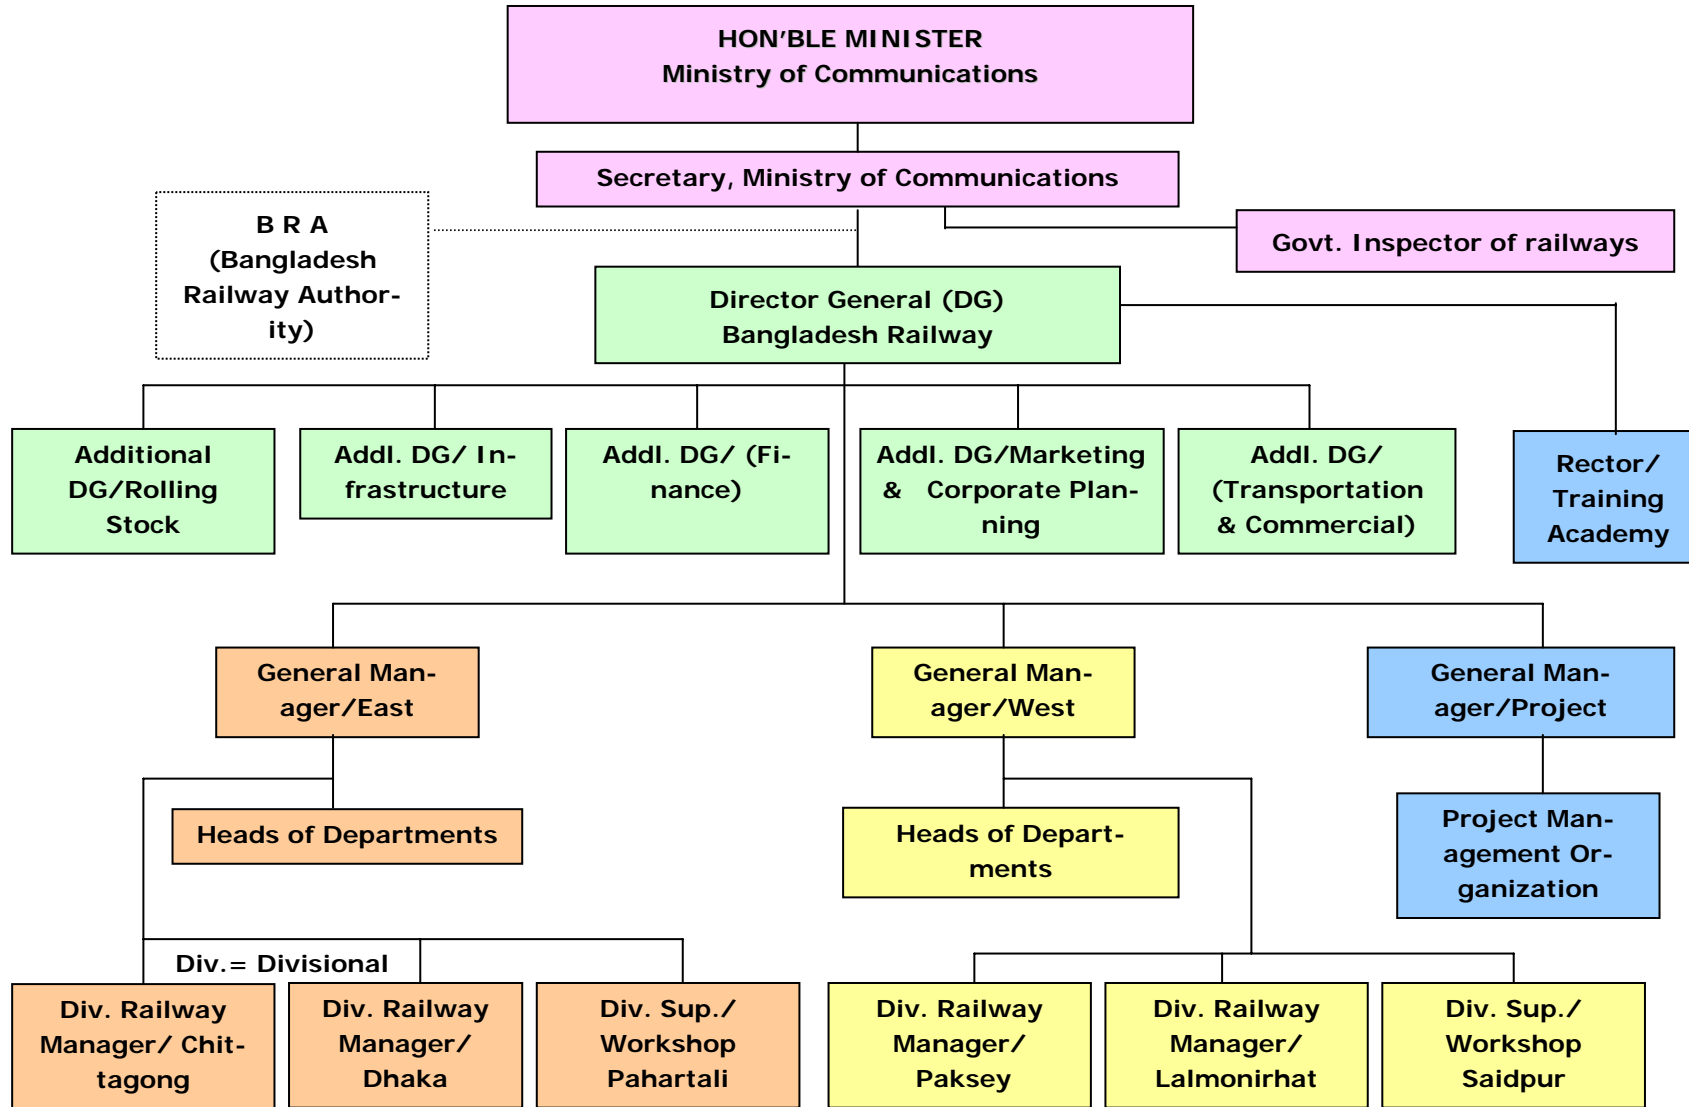 HON'BLE MINISTER
Ministry of Communications
Secretary, Ministry of Communications
B R A
(Bangladesh
Railway Author-
ity)
Govt. Inspector of railways
Director General (DG)
Bangladesh Railway
Additional
DG/Rolling
Stock
Addl. DG/ In-
frastructure
Addl. DG/ (Fi-
nance)
Addl. DG/Marketing
& Corporate Plan-
ning
Addl. DG/
(Transportation
& Commercial)
Rector/
Training
Academy
General Man-
ager/East
General Man-
ager/West
General Man-
ager/Project
Heads of Departments
Heads of Depart-
ments
Project Man-
agement Or-
ganization
Div.= Divisional
Div. Railway
Manager/ Chit-
tagong
Div. Railway
Manager/
Dhaka
Div. Sup./
Workshop
Pahartali
Div. Railway
Manager/
Paksey
Div. Railway
Manager/
Lalmonirhat
Div. Sup./
Workshop
Saidpur